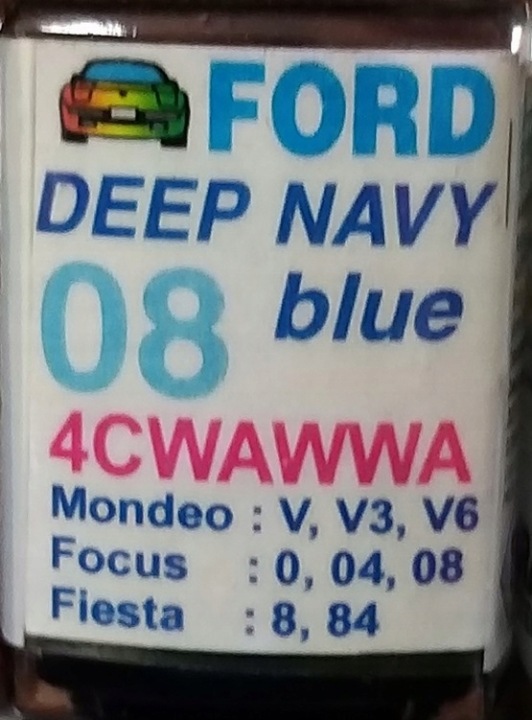 FORD
DEEP NAVY
08 blue
4CWAWWA
Mondeo : V, V3, V6
Focus : 0, 04, 08
Fiesta : 8, 84